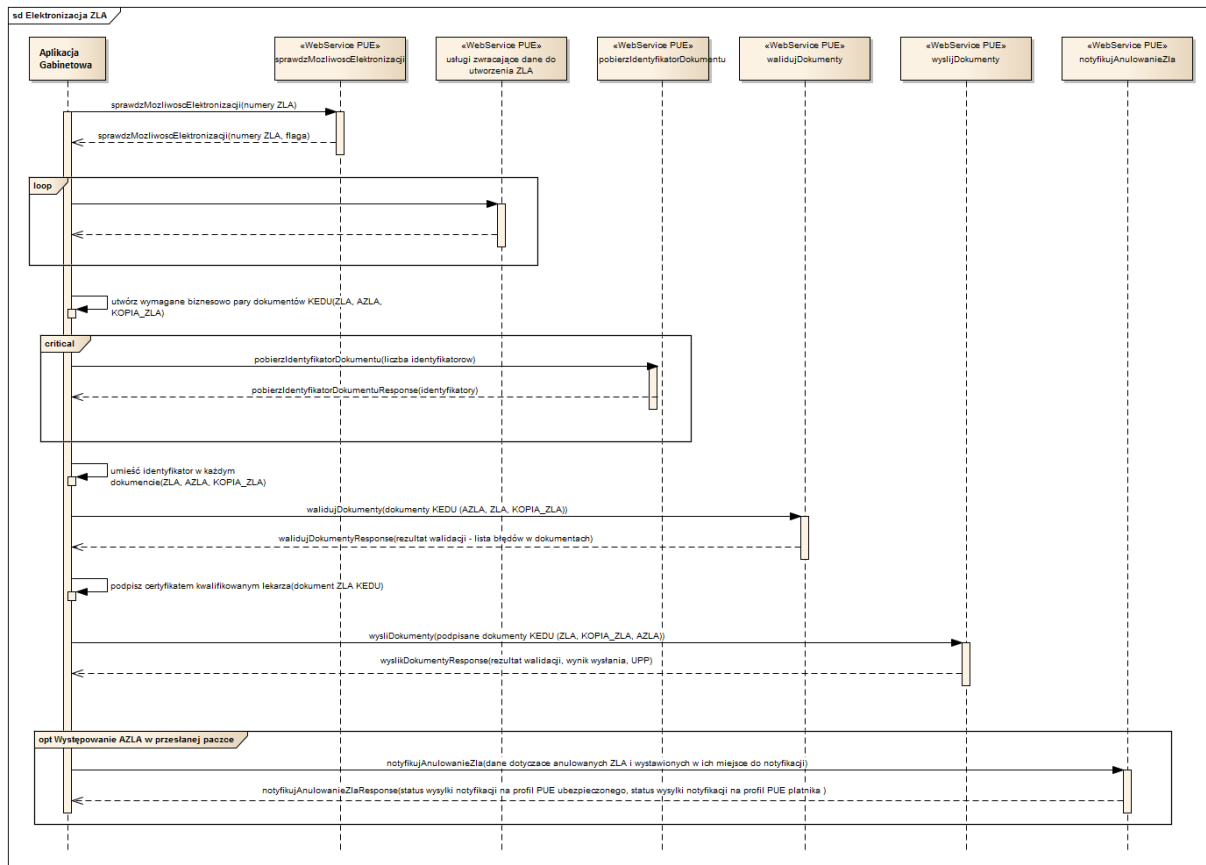 sd Elektronizacja ZLA
Aplikacja
Gabinetowa
«WebService PUE»
sprawdzMozliwoscElektronizacji
«WebService PUE»
usługi zwracające dane do
utworzenia ZLA
«WebService PUE»
pobierzIdentyfikatorDokumentu
«WebService PUE»
walidujDokumenty
«WebService PUE»
wyslijDokumenty
«WebService PUE»
notyfikujAnulowanieZla
sprawdzMozliwoscElektronizacji(numery ZLA)
sprawdzMozliwoscElektronizacji(numery ZLA, flaga)
loop
utwórz wymagane biznesowo pary dokumentów KEDU(ZLA, AZLA,
KOPIA_ZLA)
critical
pobierzIdentyfikatorDokumentu(liczba identyfikatorow)
pobierzIdentyfikatorDokumentuResponse(identyfikatory)
umieść identyfikator w każdym
dokumencie(ZLA, AZLA, KOPIA_ZLA)
walidujDokumenty(dokumenty KEDU (AZLA, ZLA, KOPIA_ZLA))
walidujDokumentyResponse(rezultat walidacji - lista błędów w dokumentach)
podpisz certyfikatem kwalifikowanym lekarza(dokument ZLA KEDU)
wysliDokumenty(podpisane dokumenty KEDU (ZLA, KOPIA_ZLA, AZLA))
wyslikDokumentyResponse(rezultat walidacji, wynik wysłania, UPP)
opt Występowanie AZLA w przesłanej paczce
notyfikujAnulowanieZla(dane dotyczace anulowanych ZLA i wystawionych w ich miejsce do notyfikacji)
notyfikujAnulowanieZlaResponse(status wysylki notyfikacji na profil PUE ubezpieczonego, status wysylki notyfikacji na profil PUE platnika )